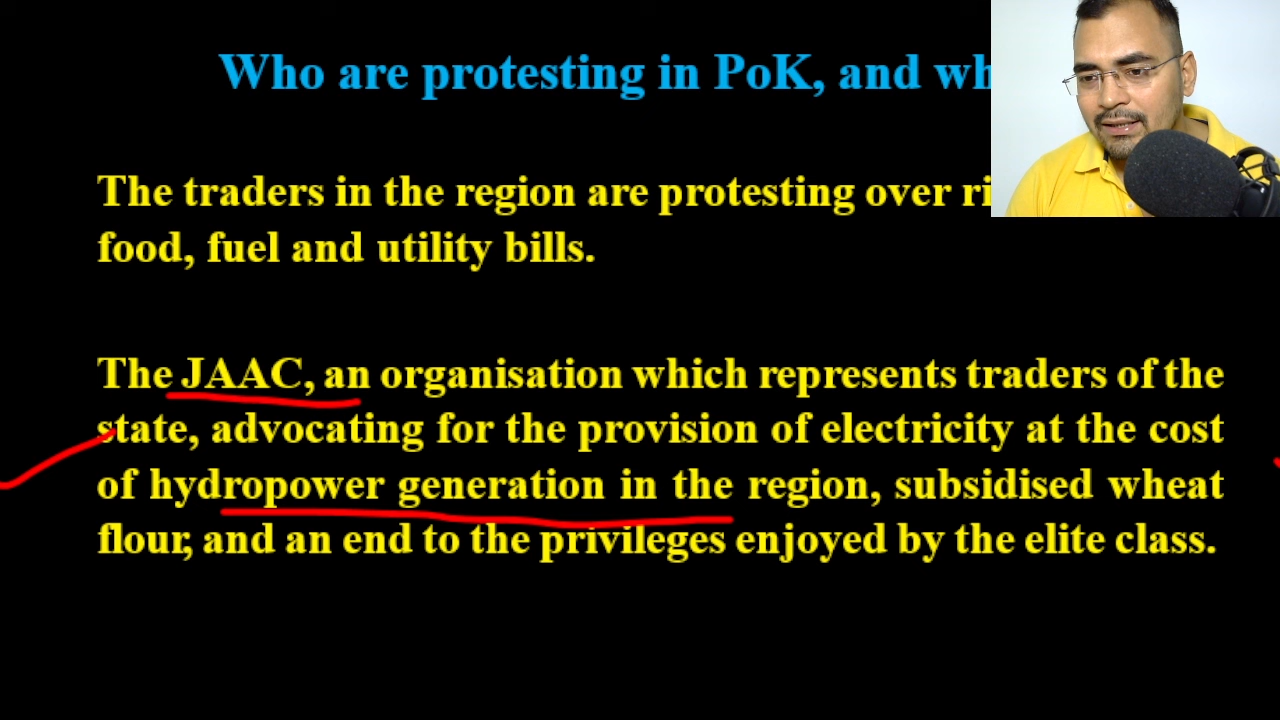 Who are protesting in PoK, and
The traders in the region are protesting over
food, fuel and utility bills.
The JAAC, an organisation which represents traders of the
state, advocating for the provision of electricity at the cost
of hydropower generation in the region, subsidised wheat
flour, and an end to the privileges enjoyed by the elite class.